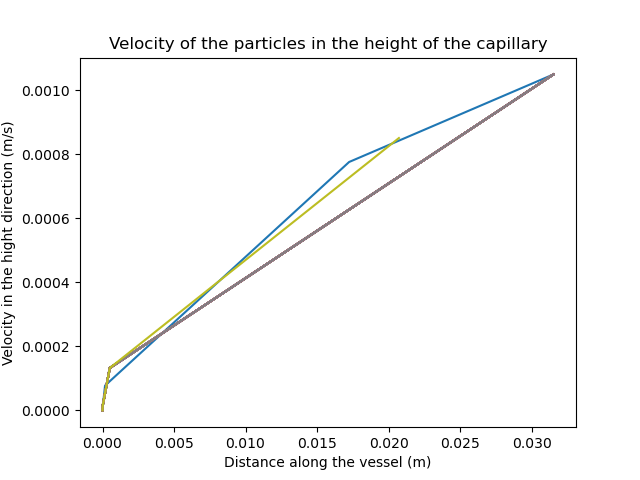 Velocity of the particles in the height of the capillary
Velocity in the hight direction (m/s)
0.0010
0.0008
0.0006
0.0004
0.0002
0.0000
0.000 0.005 0.010 0.015 0.020 0.025 0.030
Distance along the vessel (m)